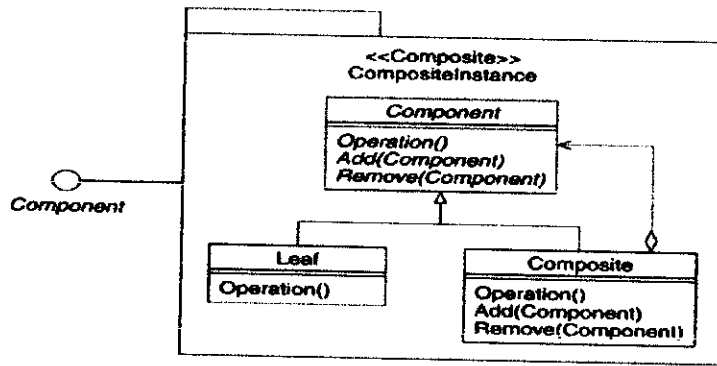 <<Composite>>
CompositeInstance
Component
Operation()
Add(Component)
Remove(Component)
Component
Leaf
Operation()
Composite
Operation()
Add(Component)
Remove(Component)